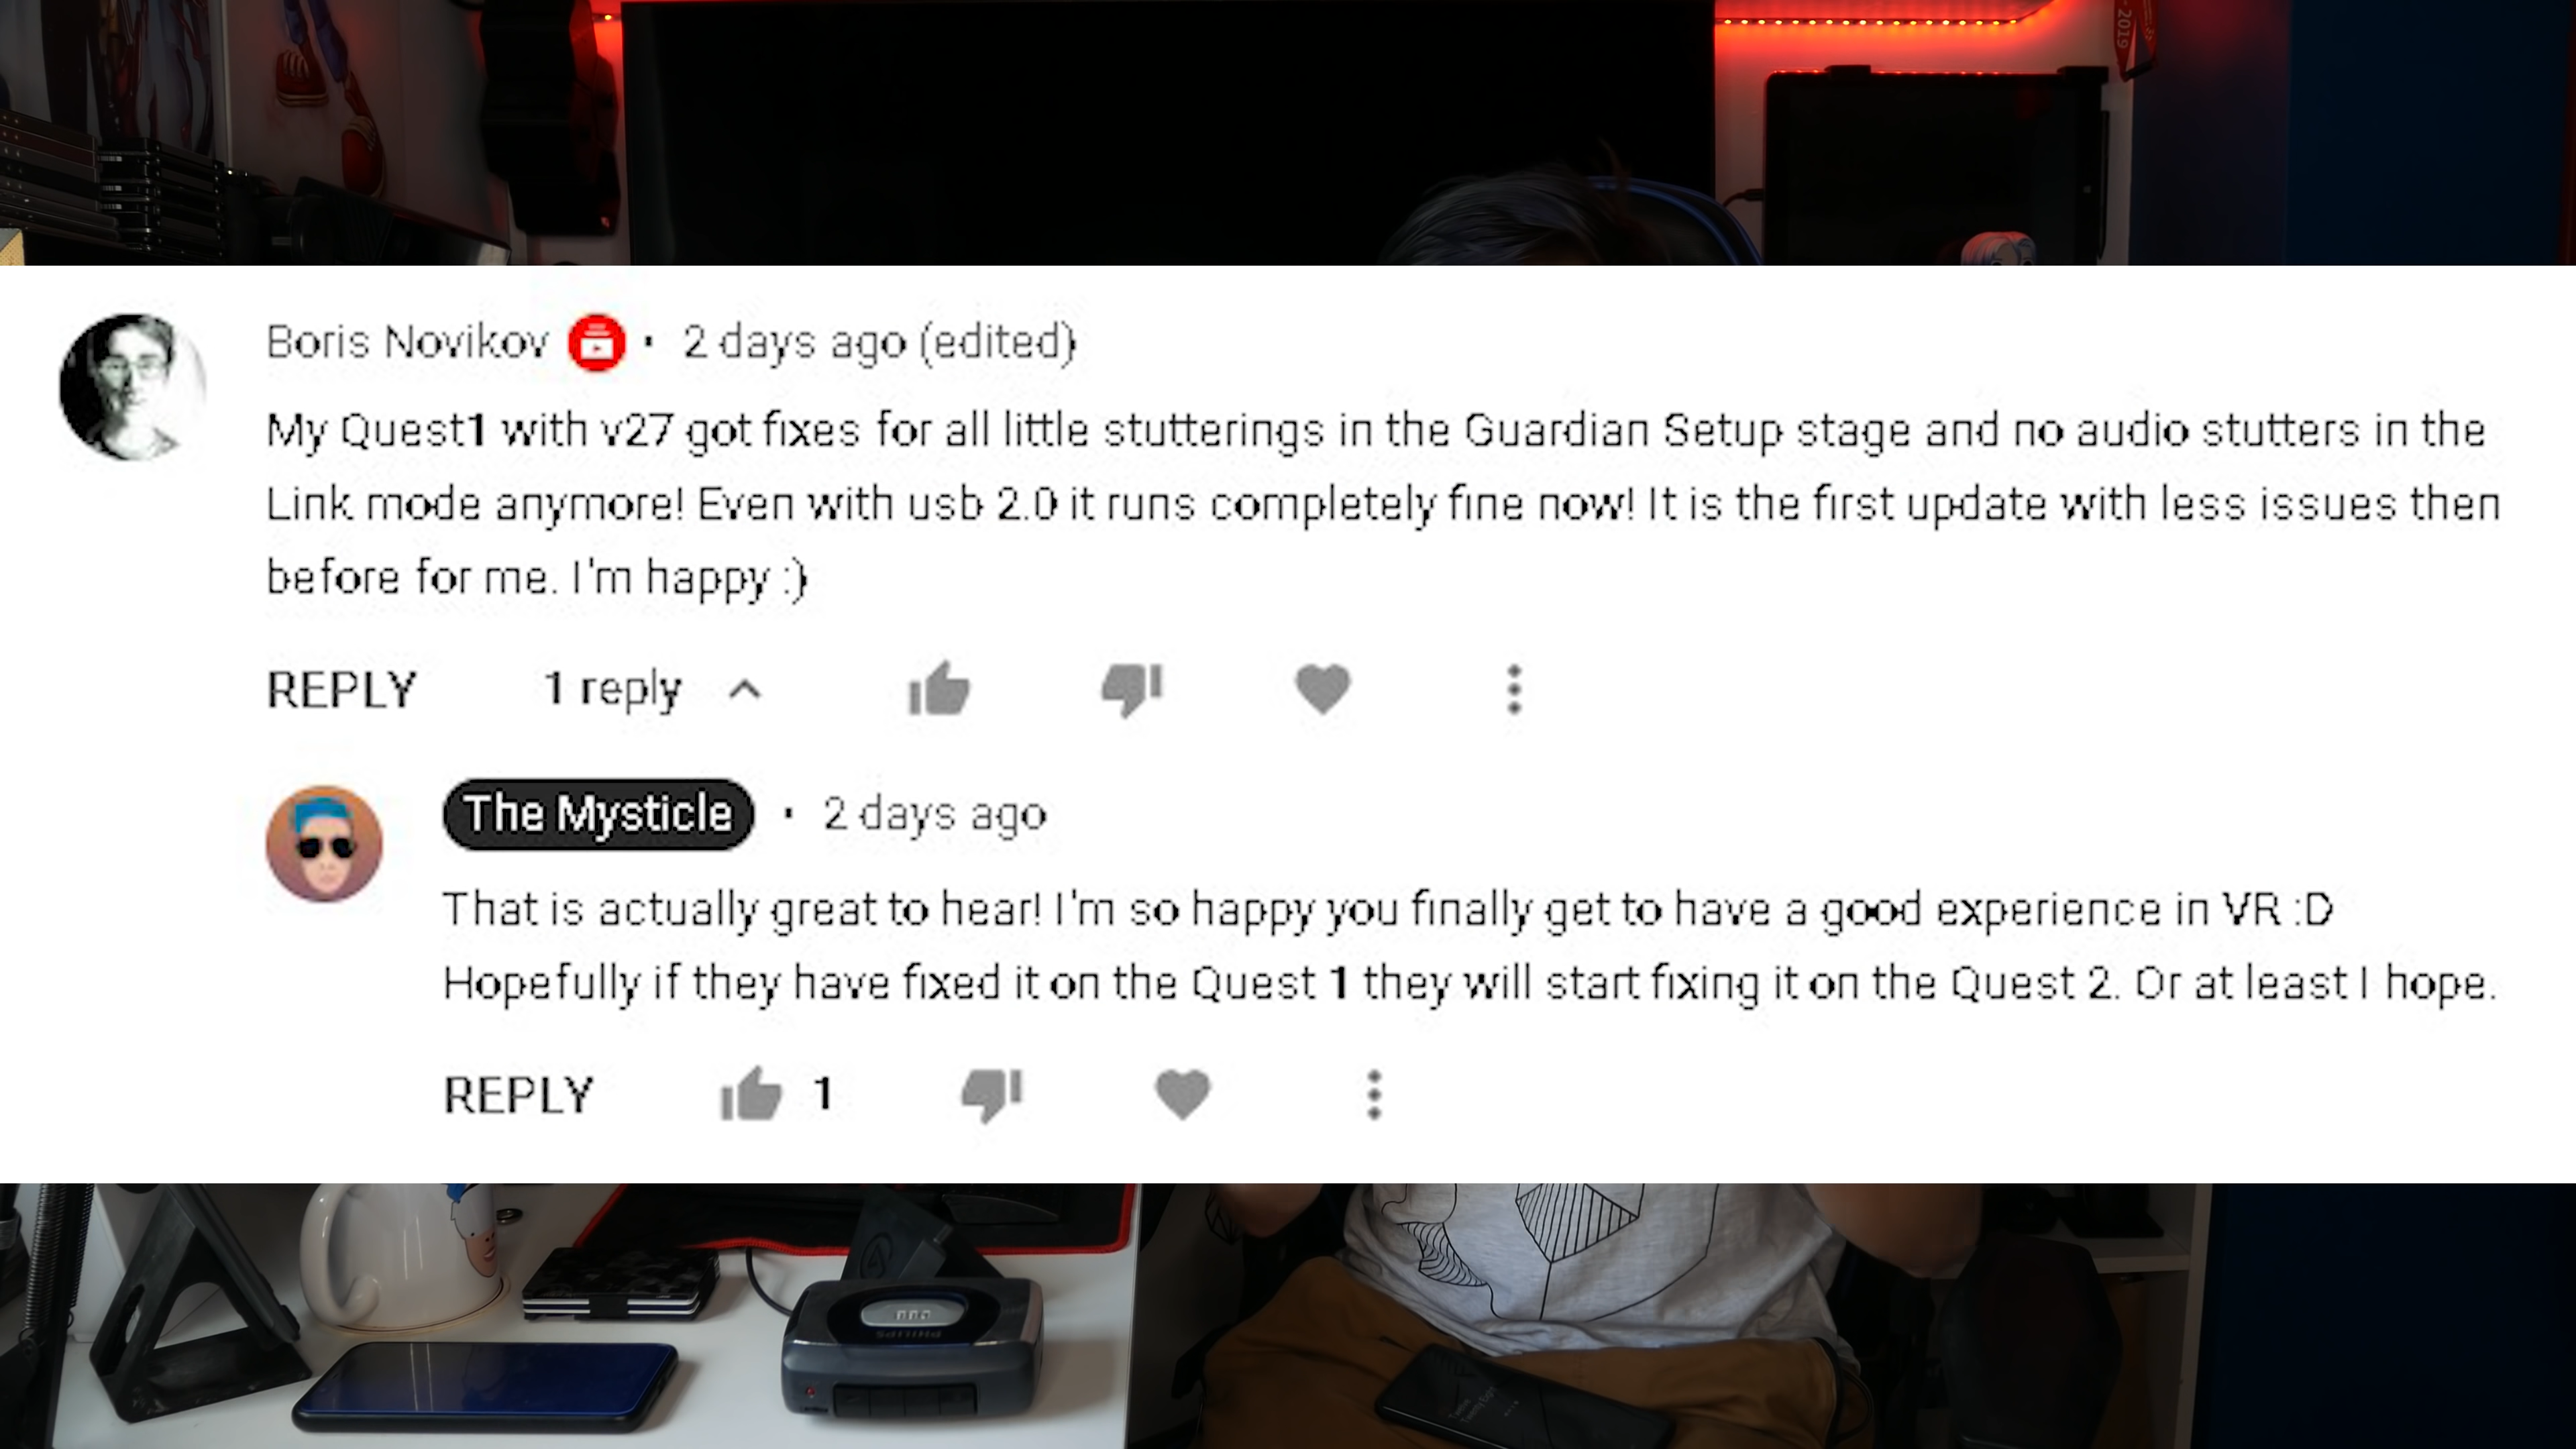 2019
Boris Novikov · 2 days ago (edited)
My Quest1 with v27 got fixes for all little stutterings in the Guardian Setup stage and no audio stutters in the
Link mode anymore! Even with usb 2.0 it runs completely fine now! It is the first update with less issues then
before for me. I'm happy :)
REPLY 1 reply
The Mysticle · 2 days ago
That is actually great to hear! I'm so happy you finally get to have a good experience in VR :D
Hopefully if they have fixed it on the Quest 1 they will start fixing it on the Quest 2. Or at least I hope.
REPLY 1
PHILIPS